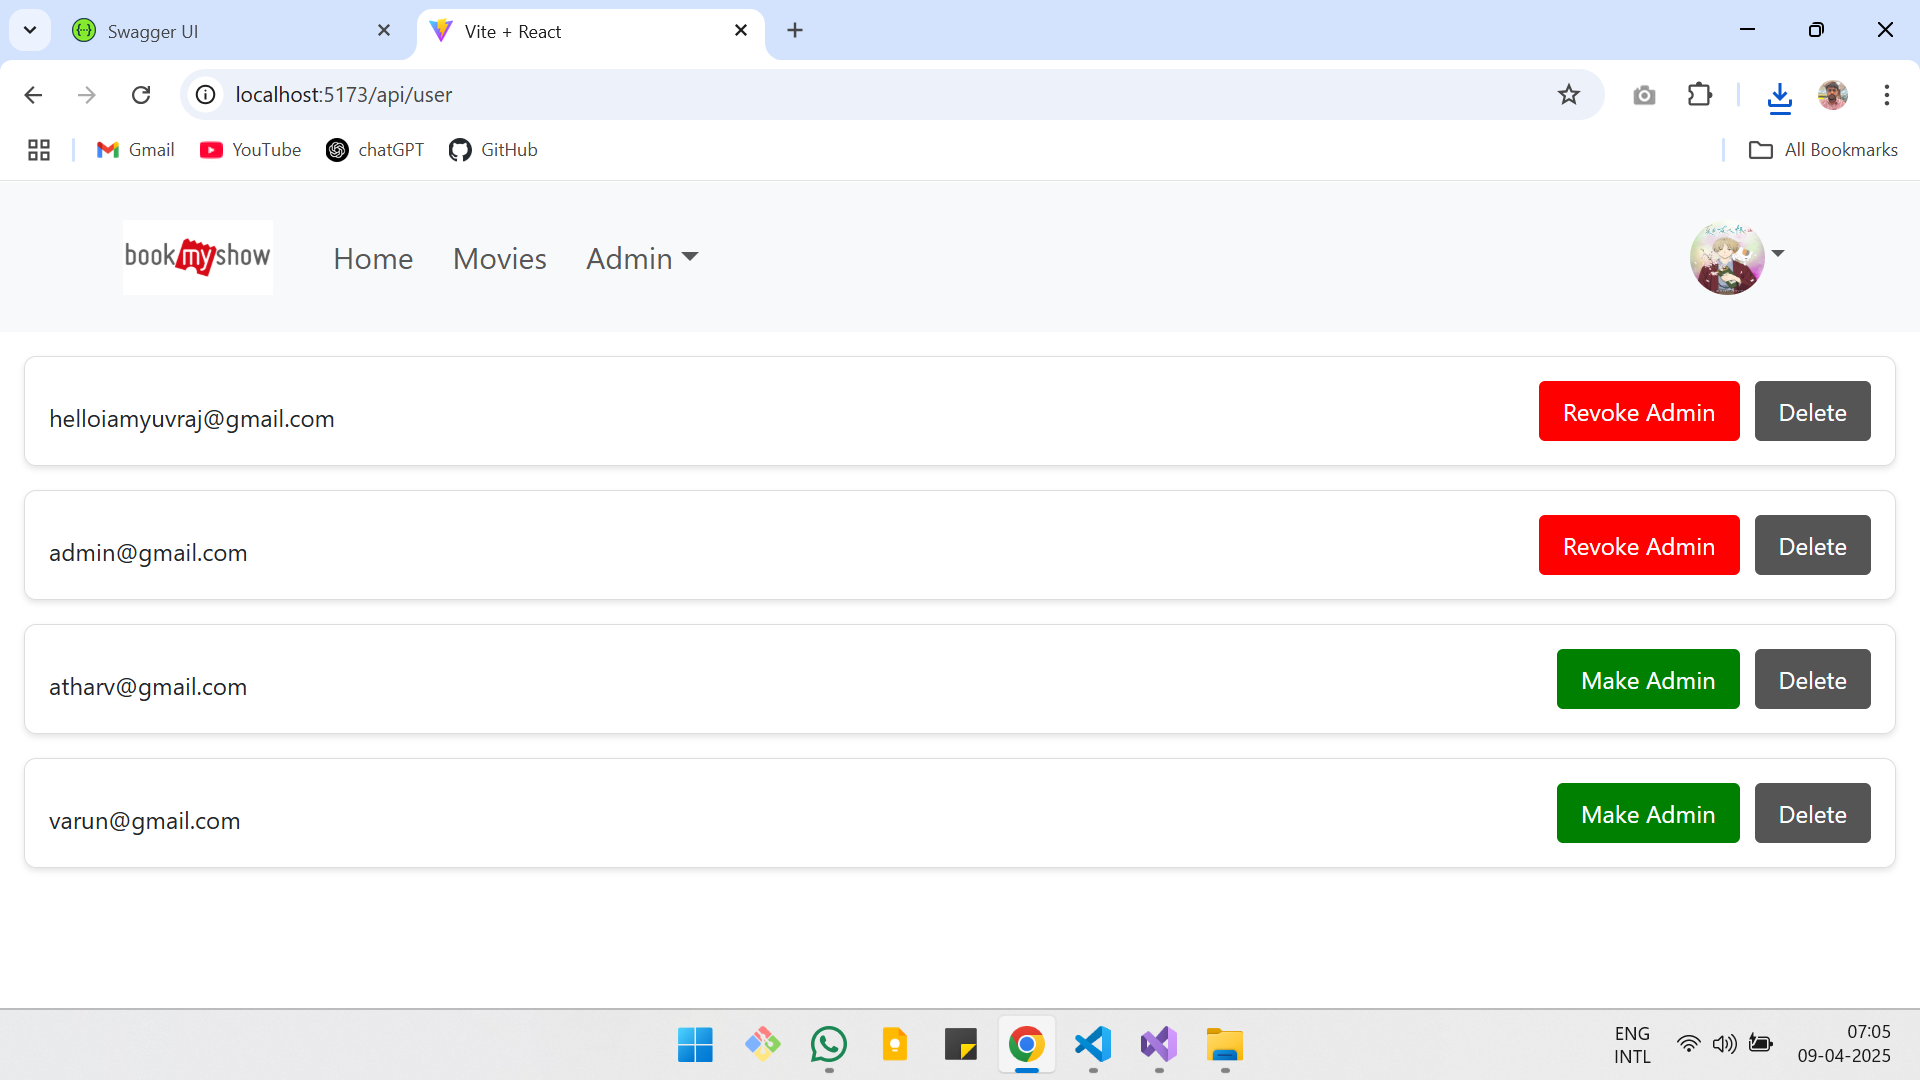 Swagger UI
Vite + React
localhost:5173/api/user
Gmail
YouTube
chatGPT
GitHub
All Bookmarks
bookmyshow
Home
Movies
Admin
helloiamyuvraj@gmail.com
Revoke Admin
Delete
admin@gmail.com
Revoke Admin
Delete
atharv@gmail.com
Make Admin
Delete
varun@gmail.com
Make Admin
Delete
ENG
INTL
07:05
09-04-2025